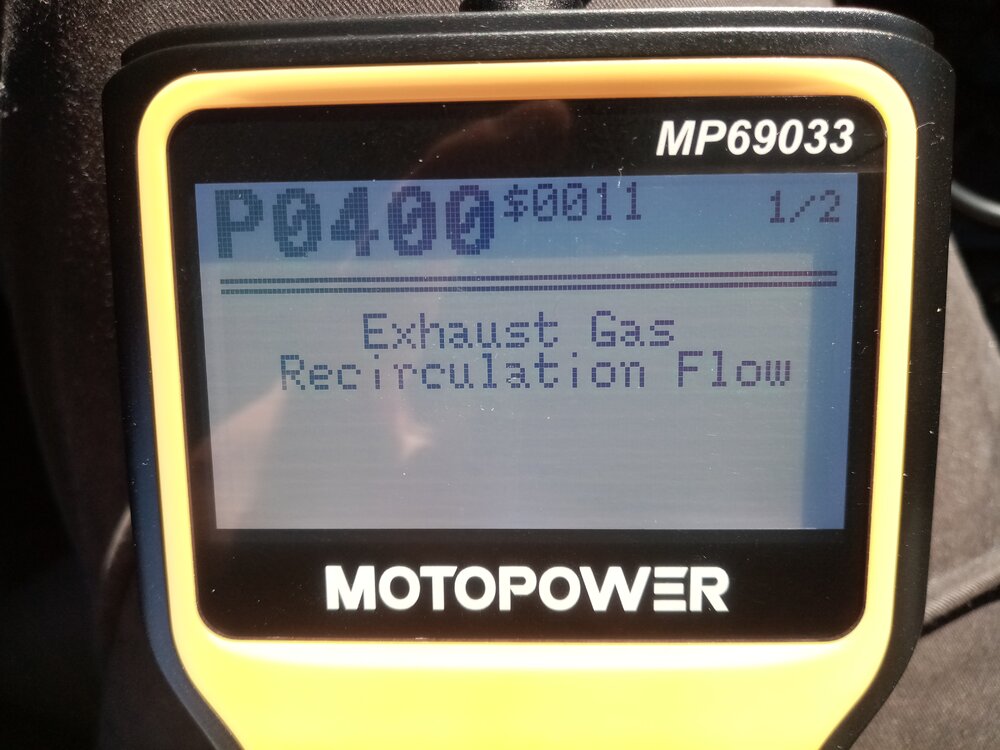 MP69033
P0400 $0011 1/2
Exhaust Gas
Recirculation Flow
MOTOPOWER